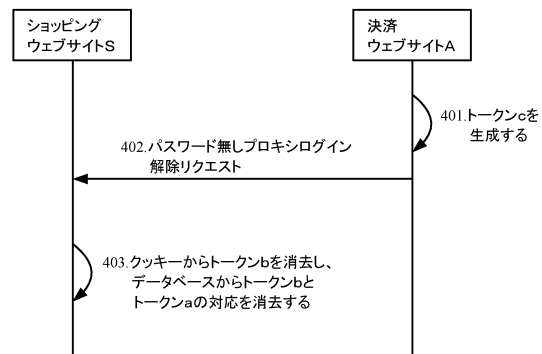 ショッピング
ウェブサイトS
決済
ウェブサイトA
401.トークンcを
生成する
402.パスワード無しプロキシログイン
解除リクエスト
403.クッキーからトークンbを消去し、
データベースからトークンbと
トークンaの対応を消去する